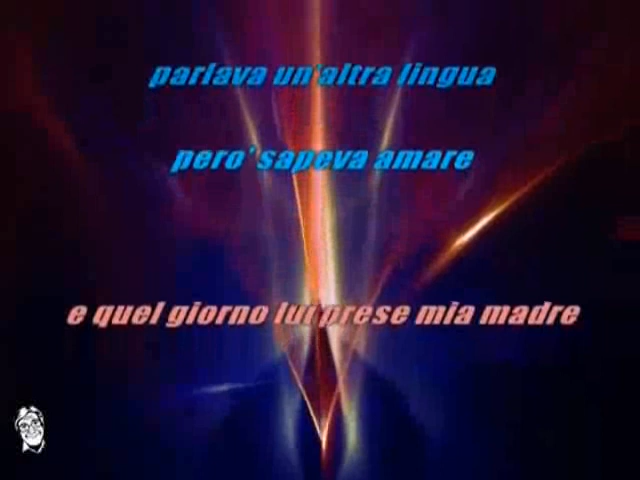 parlava un'altra lingua
pero' sapeva amare
e quel giorno lui prese mia madre